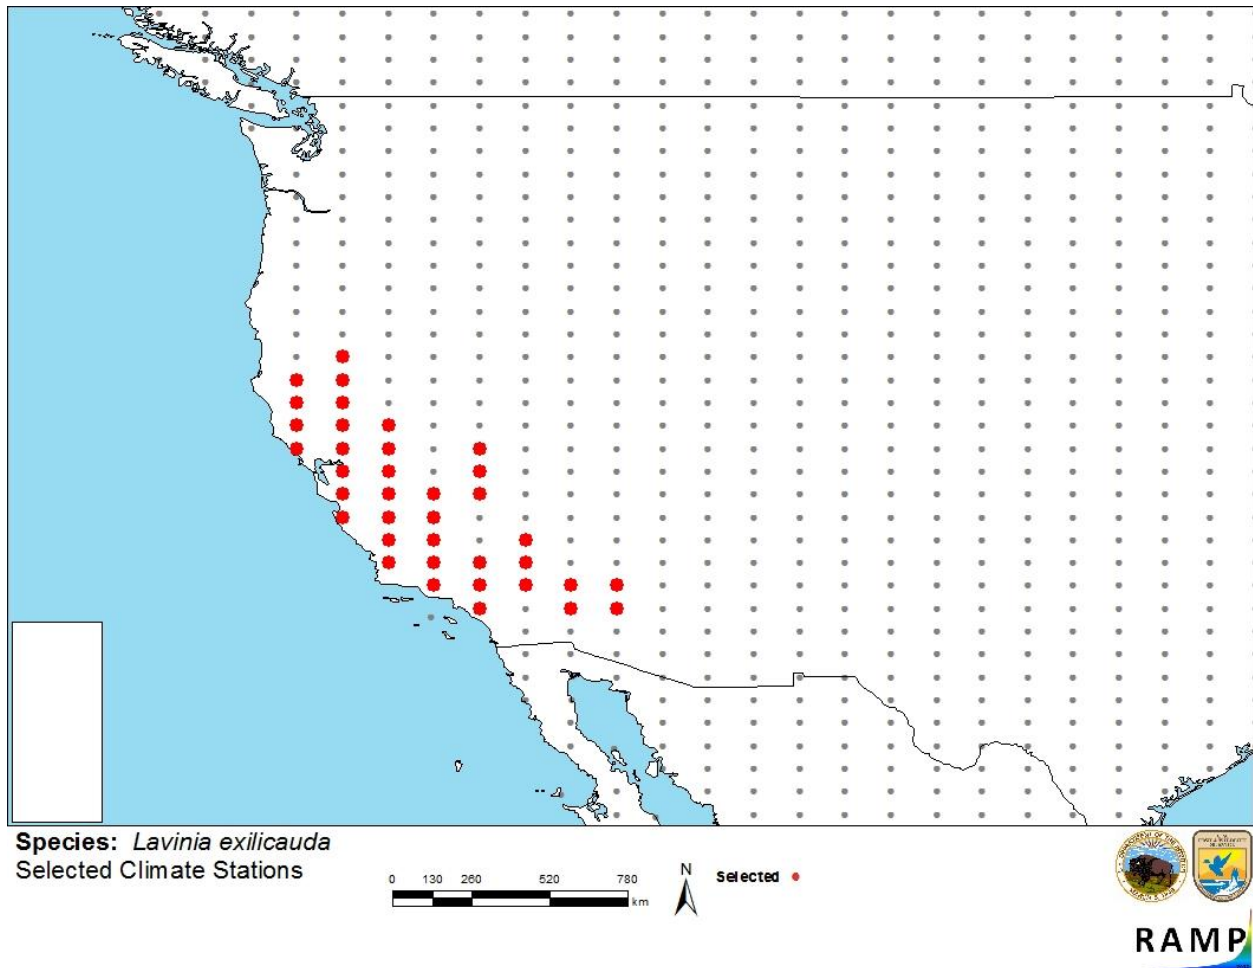 Species: Lavinia exilicauda
Selected Climate Stations
0 130 260 520 780
km
N
Selected
RAMP